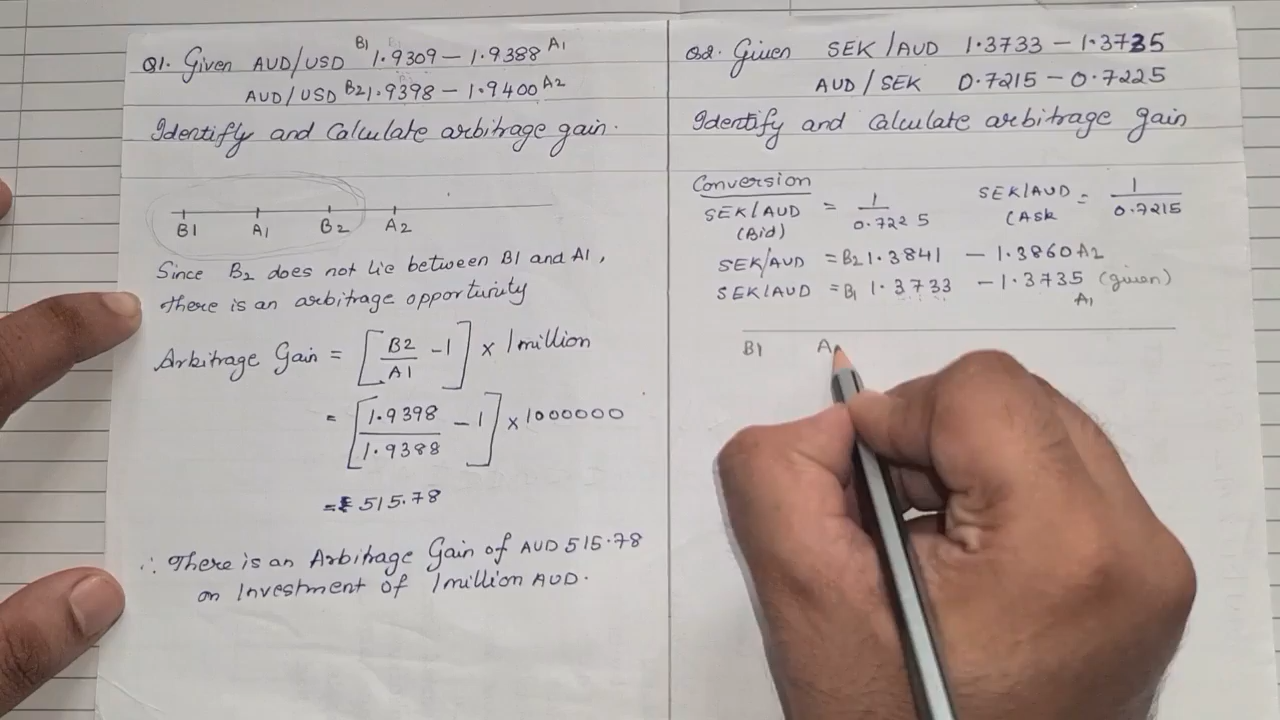 Q1. Given AUD/USD B1 1.9309 – 1.9388 A1
AUD/USD B2 1.9398 – 1.9400 A2
Identifly and Calculate arbitrage gain.
B1 A1 B2 A2
Since B2 does not lie between B1 and A1,
there is an arbitrage opportunity
Arbitrage Gain = [B2/A1 – 1] × 1 million
= [1.9398/1.9388 – 1] × 1000000
= 515.78
∴ There is an Arbitrage Gain of AUD 515.78
on Investment of 1 million AUD.
Q2. Given SEK/AUD 1.3733 – 1.3735
AUD/SEK 0.7215 – 0.7225
Identify and Calculate arbitrage gain
Conversion
SEK/AUD (Bid) = 1/0.7225 SEK/AUD (Ask = 1/0.7215
SEK/AUD = B2 1.3841 – 1.3860 A2
SEK/AUD = B1 1.3733 – 1.3735 (given)
A1
B1 A